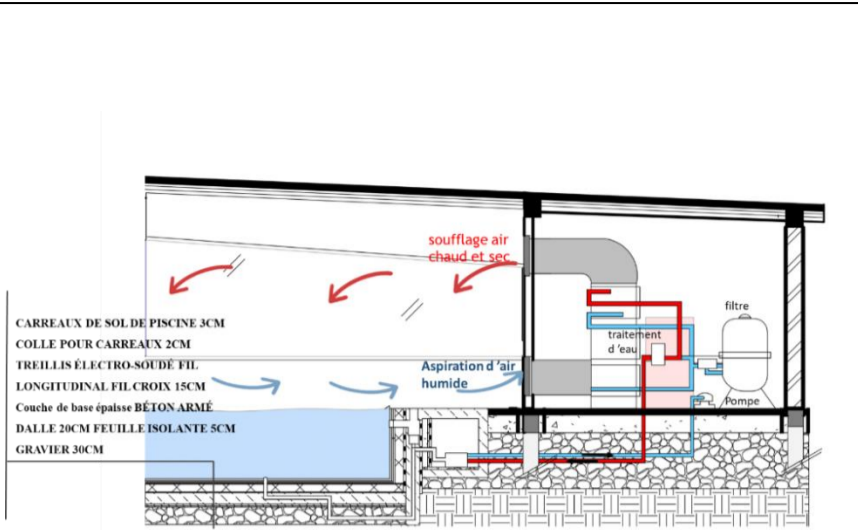 soufflage air
chaud et sec
filtre
CARREAUX DE SOL DE PISCINE 3CM
COLLE POUR CARREAUX 2CM
TREILLIS ÉLECTRO-SOUDÉ FIL
LONGITUDINAL FIL CROIX 15CM
Couche de base épaisse BÉTON ARMÉ
DALLE 20CM FEUILLE ISOLANTE 5CM
GRAVIER 30CM
traitement
d 'eau
Aspiration d 'air
humide
Pompe